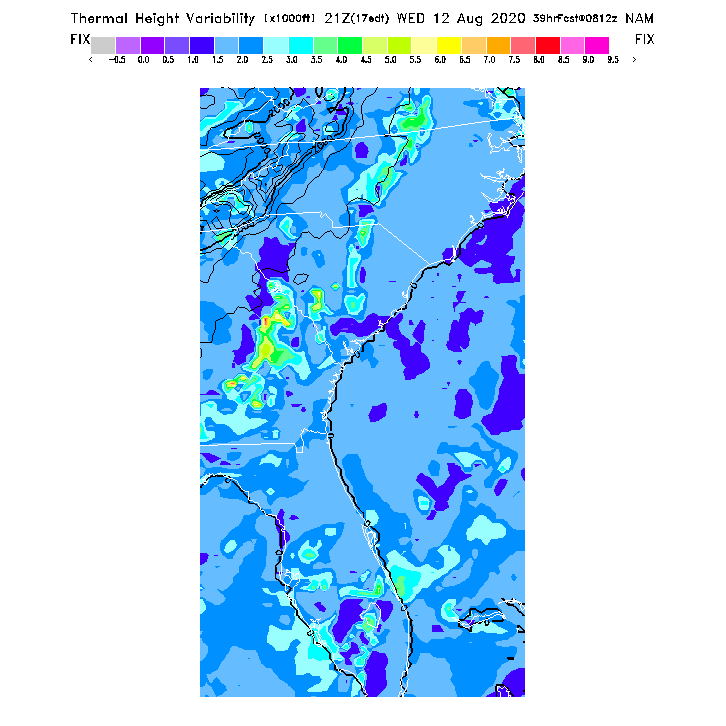 Thermal Height Variability [x1000ft] 21Z(17edt) WED 12 Aug 2020 39hrFcst@0812z NAM
FIX FIX
< -0.5 0.0 0.5 1.0 1.5 2.0 2.5 3.0 3.5 4.0 4.5 5.0 5.5 6.0 6.5 7.0 7.5 8.0 8.5 9.0 9.5 >
2000